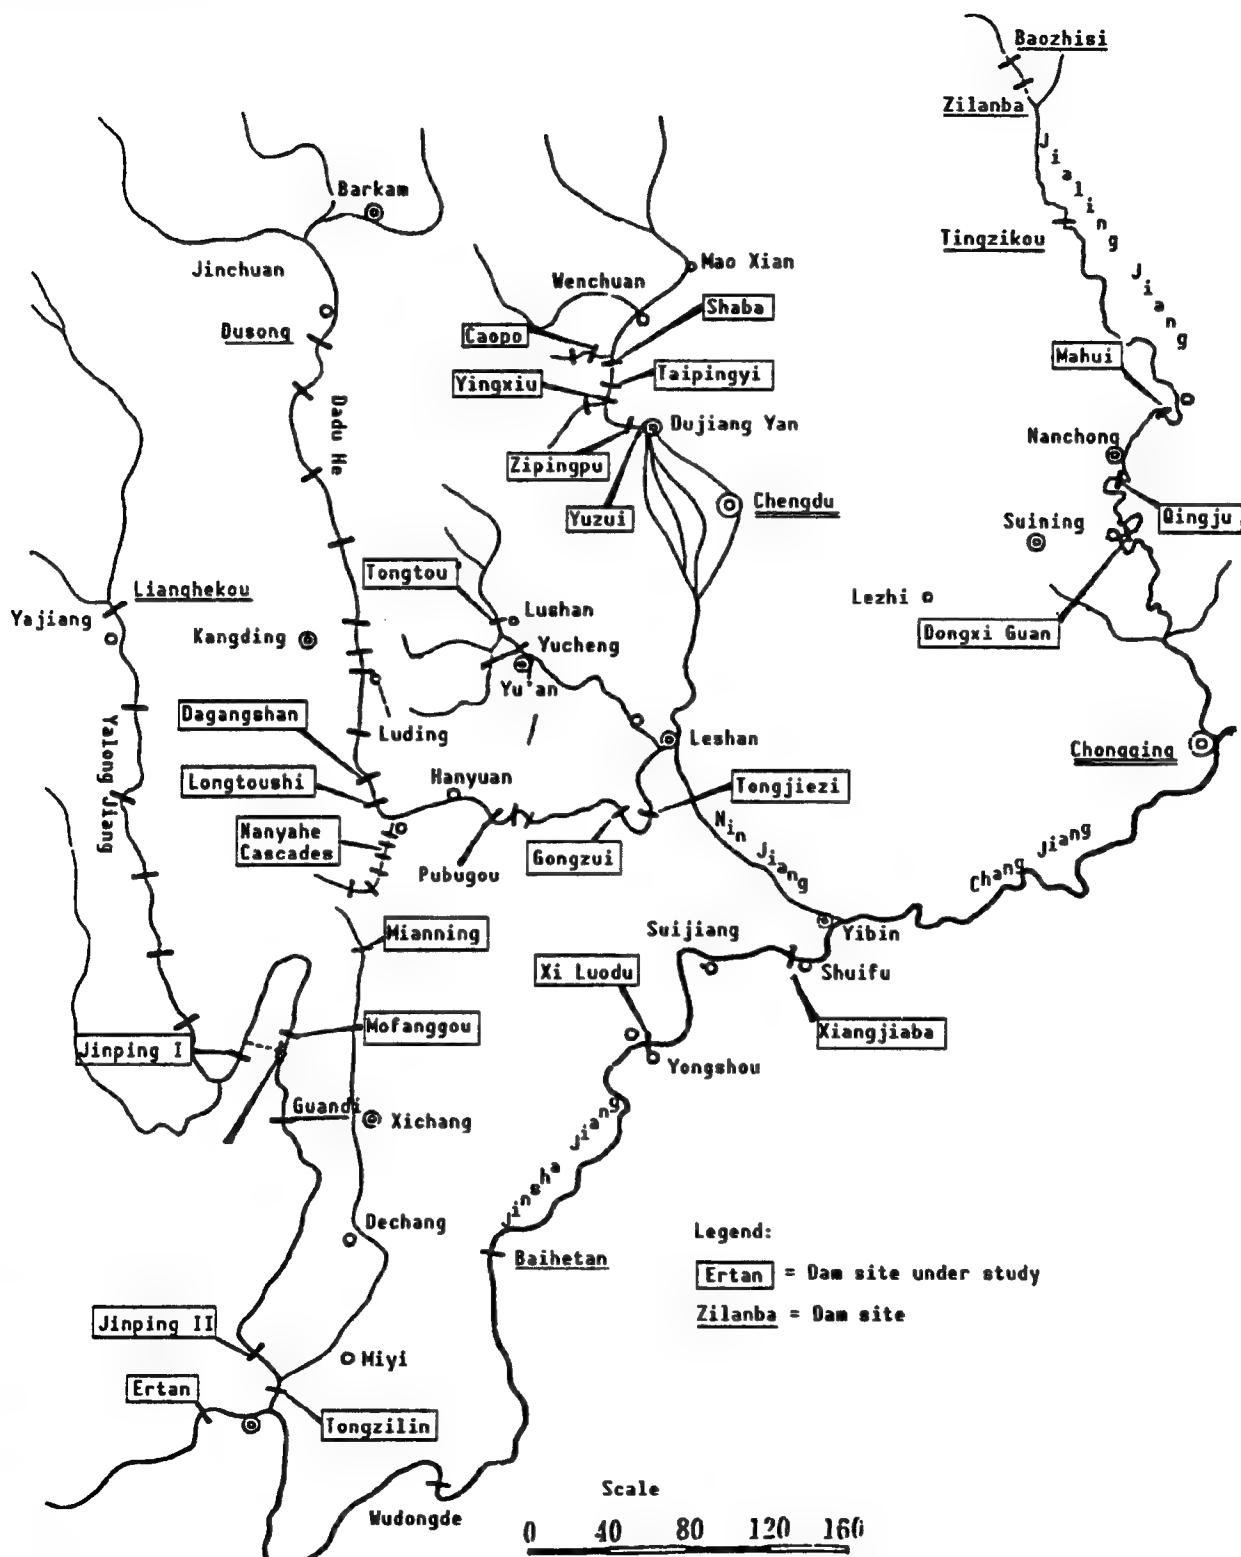 Baozhisi
Zilanba
Jialing Jiang
Barkam
Tingzikou
Jinchuan
Mao Xian
Wenchuan
Shaba
Dusong
Caopo
Mahui
Taipingyi
Yingxiu
Dadu He
Dujiang Yan
Nanchong
Zipingpu
Chengdu
Yuzui
Qingju
Suining
Tongtou
Lianghekou
Lezhi
Yajiang
Lushan
Kangding
Dongxi Guan
Yucheng
Yu'an
Dagangshan
Luding
Leshan
Yalong Jiang
Chongqing
Longtoushi
Hanyuan
Tongjiezi
Nanyahe
Cascades
Nin Jiang
Pubugou
Gongzui
Chang Jiang
Mianning
Suijiang
Yibin
Xi Luodu
Shuifu
Mofanggou
Xiangjiaba
Jinping I
Yongshou
Guandi
Xichang
Jinsha Jiang
Dechang
Legend:
Baihetan
Ertan = Dam site under study
Zilanba = Dam site
Jinping II
Miyi
Ertan
Tongzilin
Scale
Wudongde
0 40 80 120 160